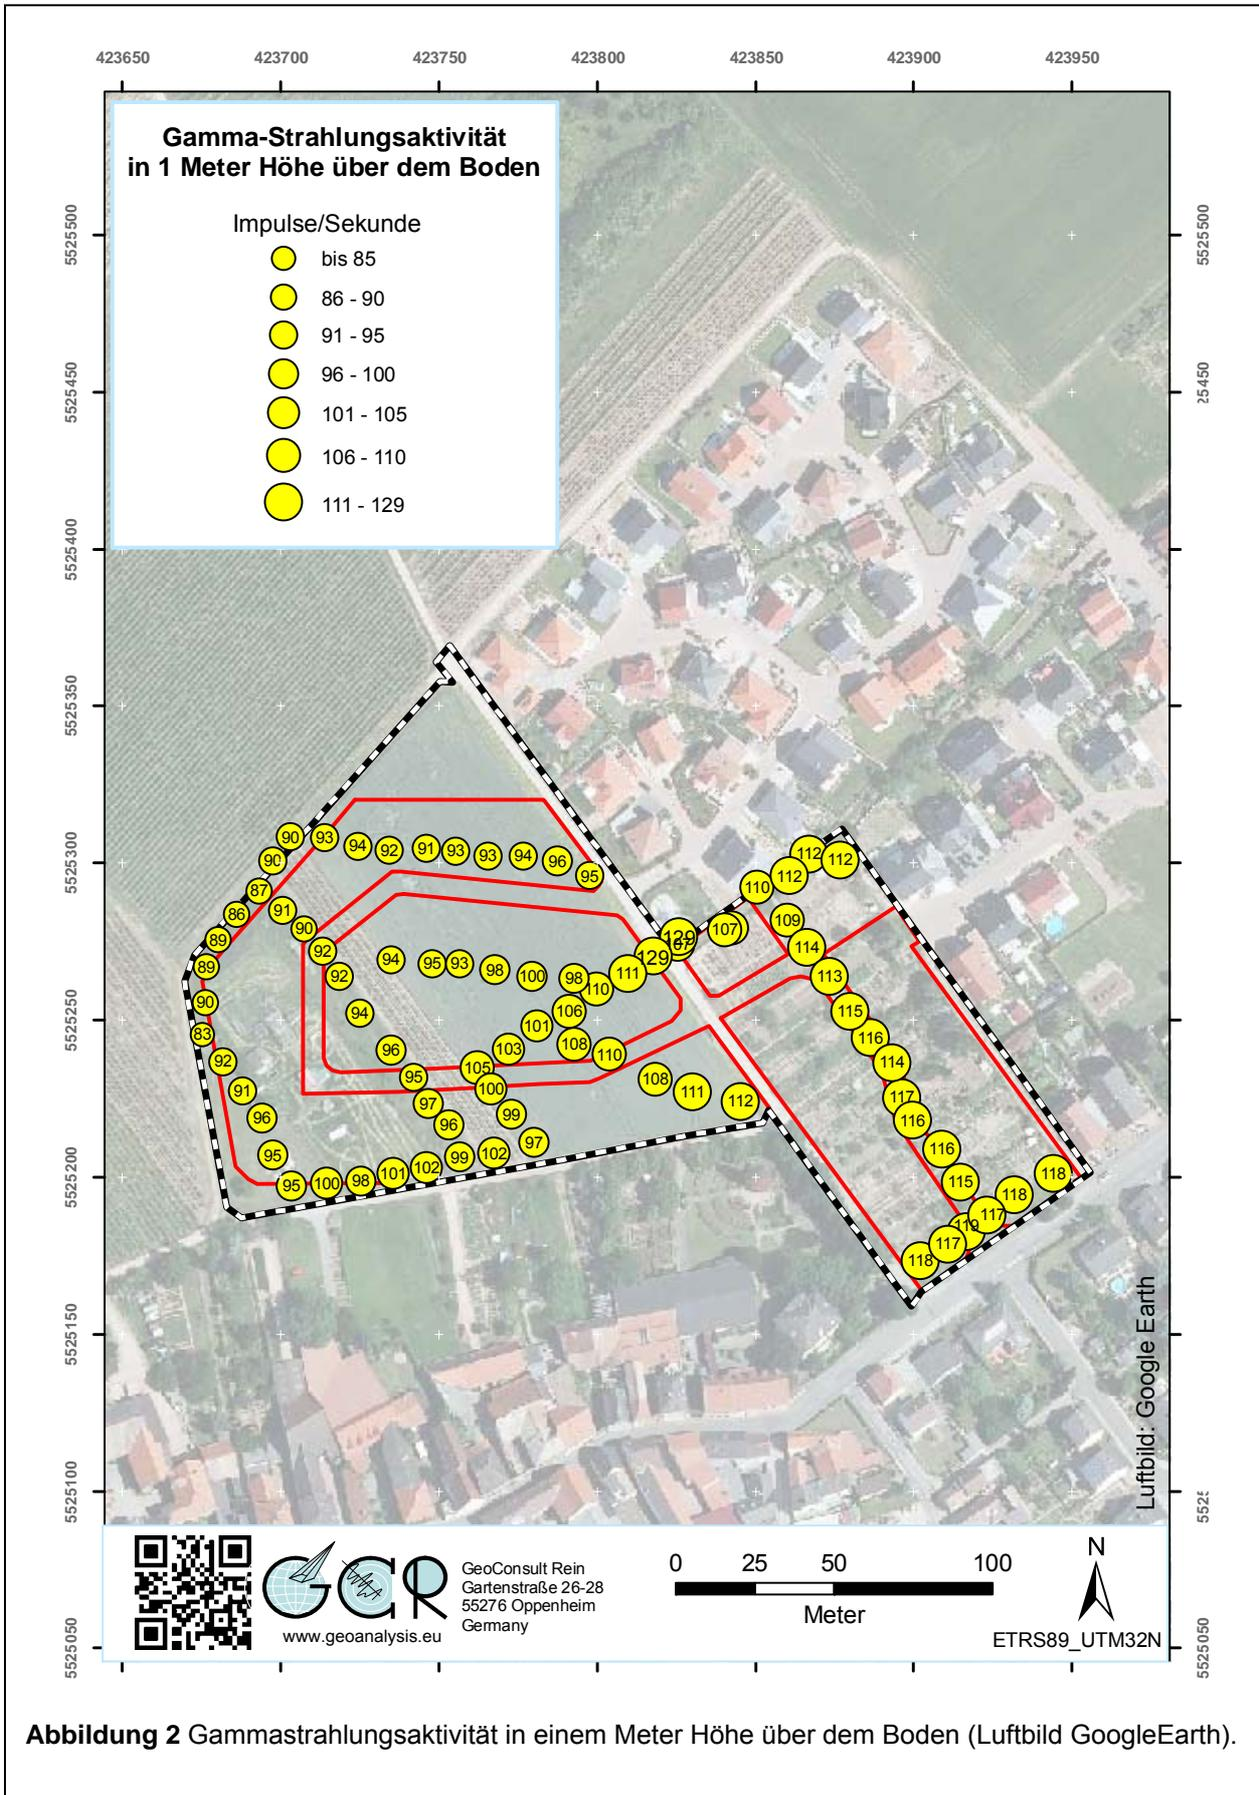 423650 423700 423750 423800 423850 423900 423950
Gamma-Strahlungsaktivität
in 1 Meter Höhe über dem Boden
Impulse/Sekunde
bis 85
86 - 90
91 - 95
96 - 100
101 - 105
106 - 110
111 - 129
5525500
5525450
5525400
5525350
5525300
5525250
5525200
5525150
5525100
5525050
5525500
25450
5525400
5525350
5525300
5525250
5525200
5525150
5525050
90 93 94 92 91 93 93 94 96 95
90
87
86
89
89
90
83
92
91
96
95
91
90
92
92
94
96
95
97
96
94 95 93 98 100 98 110 111 129 129
106
101
103
105
100
99
97
108
110
108
111
112
95 100 98 101 102 99 102
107 110 112 112 112
109
114
113
115
116
114
117
116
116
115
118 117 119 117 118 118
Luftbild: Google Earth
GeoConsult Rein
Gartenstraße 26-28
55276 Oppenheim
Germany
www.geoanalysis.eu
0 25 50 100
Meter
N
ETRS89_UTM32N
Abbildung 2 Gammastrahlungsaktivität in einem Meter Höhe über dem Boden (Luftbild GoogleEarth).